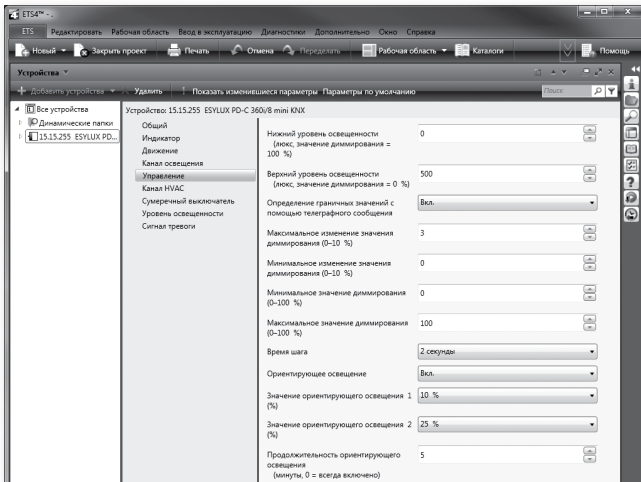 ETS4™ - .
ETS Редактировать Рабочая область Ввод в эксплуатацию Диагностики Дополнительно Окно Справка
Новый Закрыть проект Печать Отмена Переделать Рабочая область Каталоги Помощь
Устройства
Добавить устройства Удалить Показать изменившиеся параметры Параметры по умолчанию Поиск
Все устройства
Динамические папки
15.15.255 ESYLUX PD...
Устройство: 15.15.255 ESYLUX PD-C 360i/8 mini KNX
Общий
Индикатор
Движение
Канал освещения
Управление
Канал HVAC
Сумеречный выключатель
Уровень освещенности
Сигнал тревоги
Нижний уровень освещенности 0
(люкс, значение диммирования =
100 %)
Верхний уровень освещенности 500
(люкс, значение диммирования = 0 %)
Определение граничных значений с Вкл.
помощью телеграфного сообщения
Максимальное изменение значения 3
диммирования (0–10 %)
Минимальное изменение значения 0
диммирования (0–10 %)
Минимальное значение диммирования 0
(0–100 %)
Максимальное значение диммирования 100
(0–100 %)
Время шага 2 секунды
Ориентирующее освещение Вкл.
Значение ориентирующего освещения 1 10 %
(%)
Значение ориентирующего освещения 2 25 %
(%)
Продолжительность ориентирующего 5
освещения
(минуты, 0 = всегда включено)